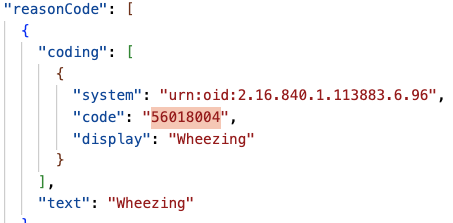 "reasonCode": [
{
"coding": [
{
"system": "urn:oid:2.16.840.1.113883.6.96",
"code": "56018004",
"display": "Wheezing"
}
],
"text": "Wheezing"
}